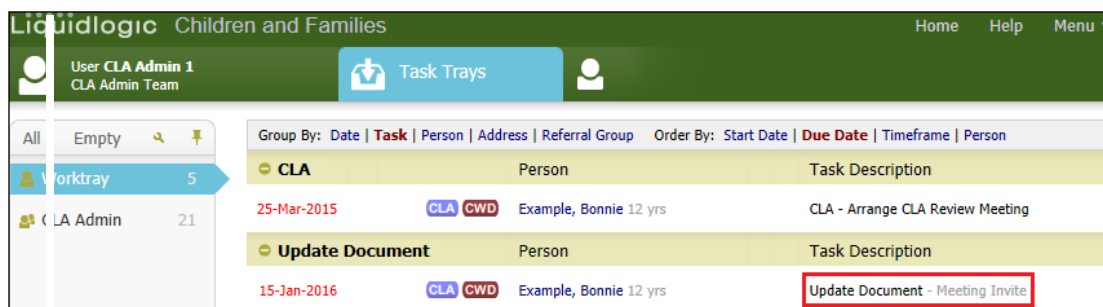 Liquidlogic Children and Families Home Help Menu
User CLA Admin 1
CLA Admin Team
Task Trays
All Empty
Group By: Date | Task | Person | Address | Referral Group Order By: Start Date | Due Date | Timeframe | Person
Worktray 5
CLA Person Task Description
25-Mar-2015 CLA CWD Example, Bonnie 12 yrs CLA - Arrange CLA Review Meeting
CLA Admin 21
Update Document Person Task Description
15-Jan-2016 CLA CWD Example, Bonnie 12 yrs Update Document - Meeting Invite